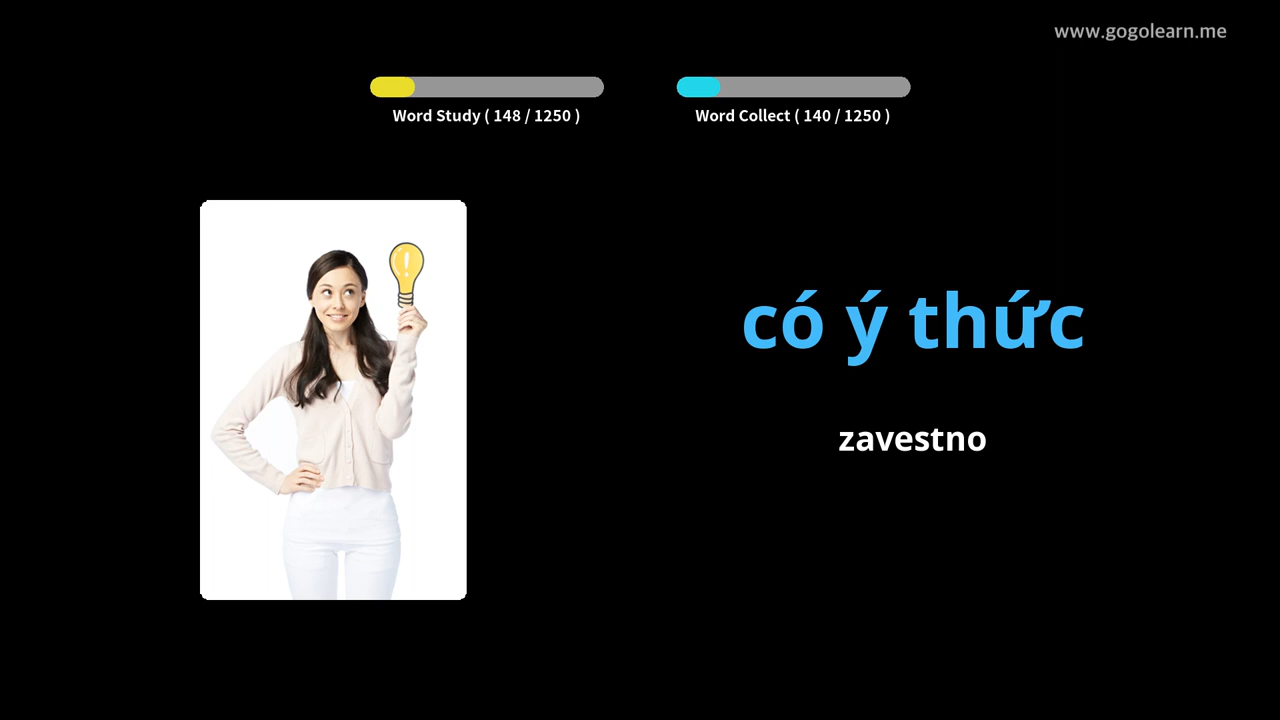 www.gogolearn.me
Word Study ( 148 / 1250 )
Word Collect ( 140 / 1250 )
có ý thức
zavestno